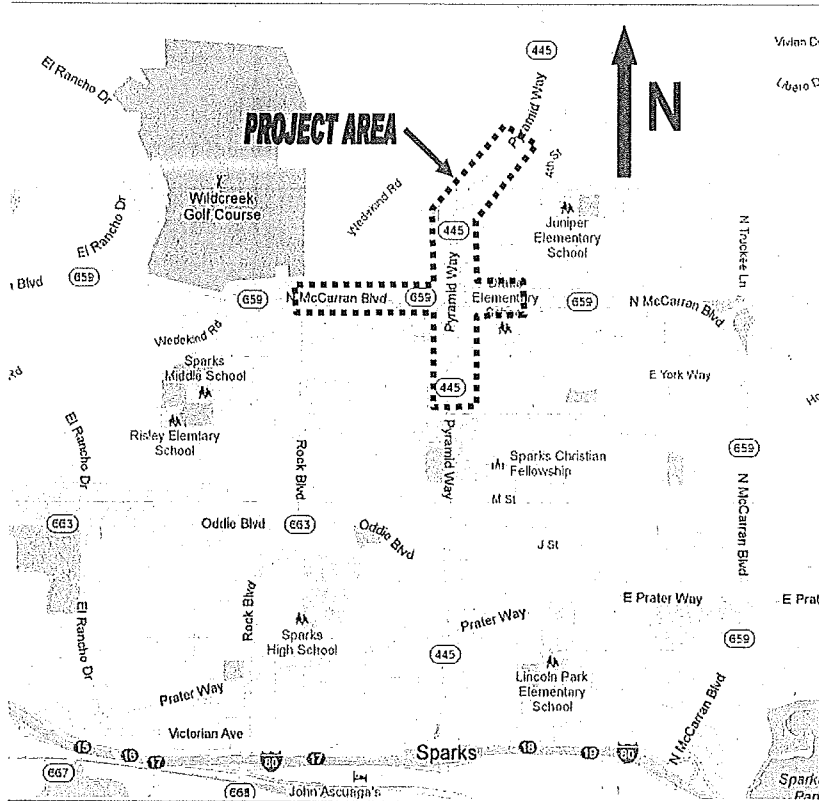 445
Vivian
El Rancho Dr
Pyramid Way
Libero D
N
PROJECT AREA
4th St
Wildcreek
Golf Course
Wedekind Rd
Juniper
Elementary
School
El Rancho Dr
445
N Truckee Ln
Blvd
659
Pyramid Way
659
N McCarran Blvd
659
Elementary
659
N McCarran Blvd
Wedekind Rd
Sparks
Middle School
E York Way
Rd
445
El Rancho Dr
Risley Elemtary
School
Rock Blvd
Pyramid Way
659
Sparks Christian
Fellowship
M St
N McCarran Blvd
663
Oddie Blvd
663
Oddie Blvd
J St
El Rancho Dr
Rock Blvd
E Prater Way
E Prat
Sparks
High School
Prater Way
659
445
Lincoln Park
Elementary
School
Prater Way
N McCarran Blvd
Victorian Ave
15
16
17
80
17
Sparks
18
19
80
667
668
John Ascuaga's
Spark
Par